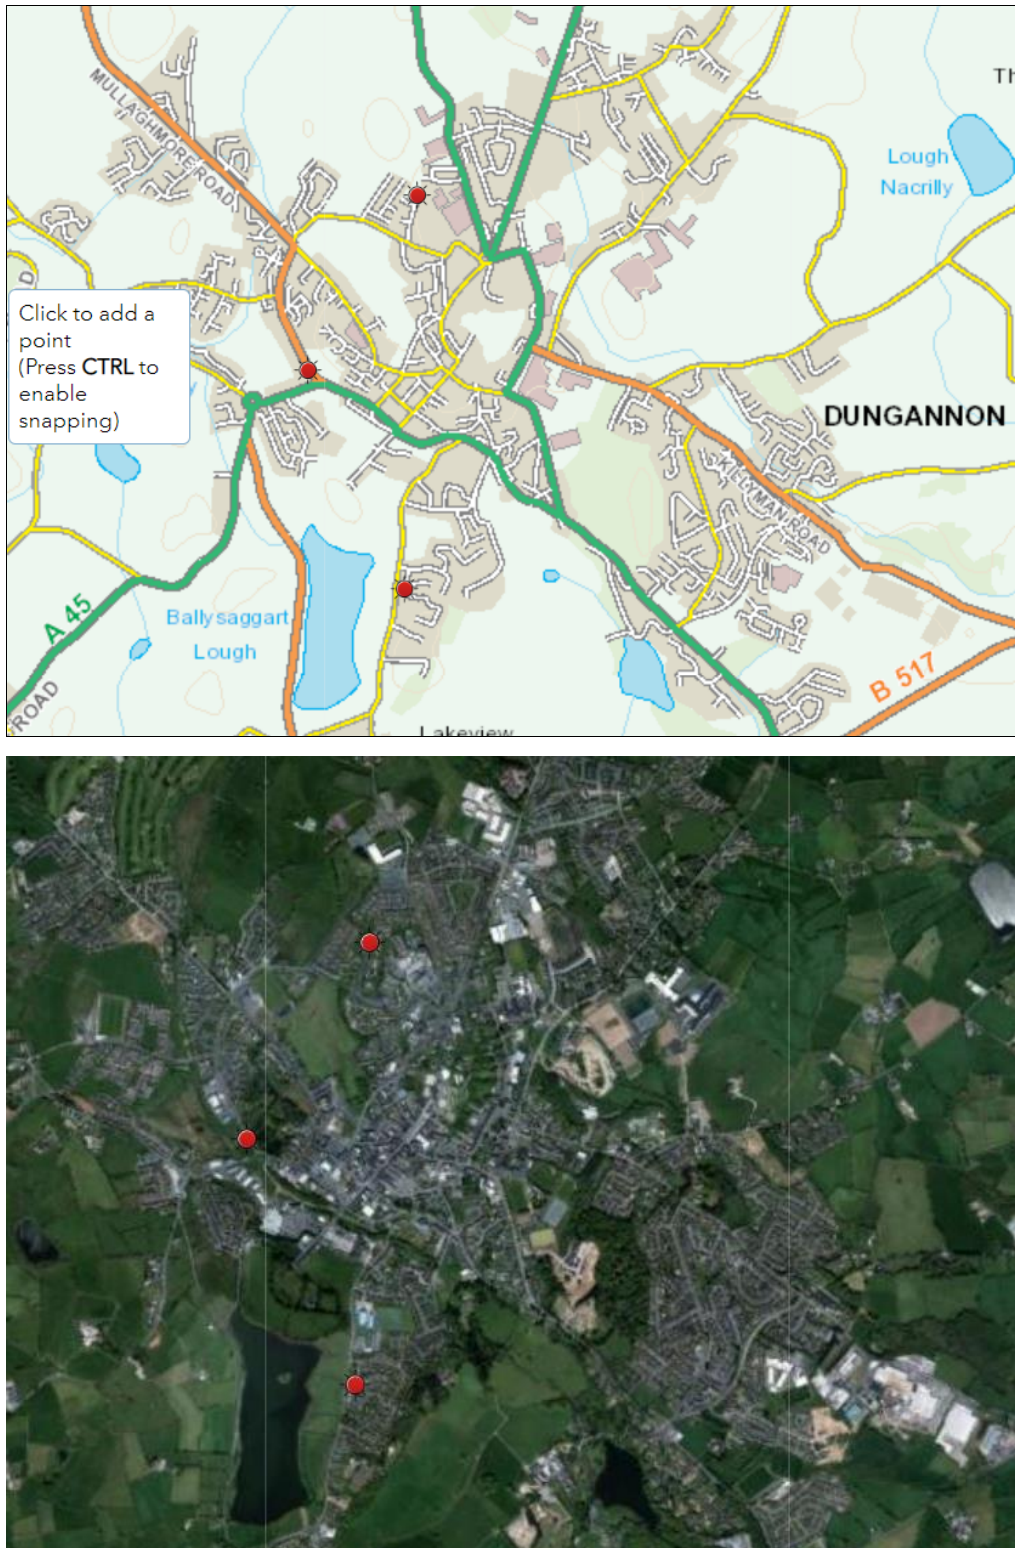 MULLAGHMORE ROAD
Th
Lough
Nacrilly
D
Click to add a
point
(Press CTRL to
enable
snapping)
DUNGANNON
KILLYMAN ROAD
A 45
Ballysaggart
Lough
B 517
ROAD
Lakeview